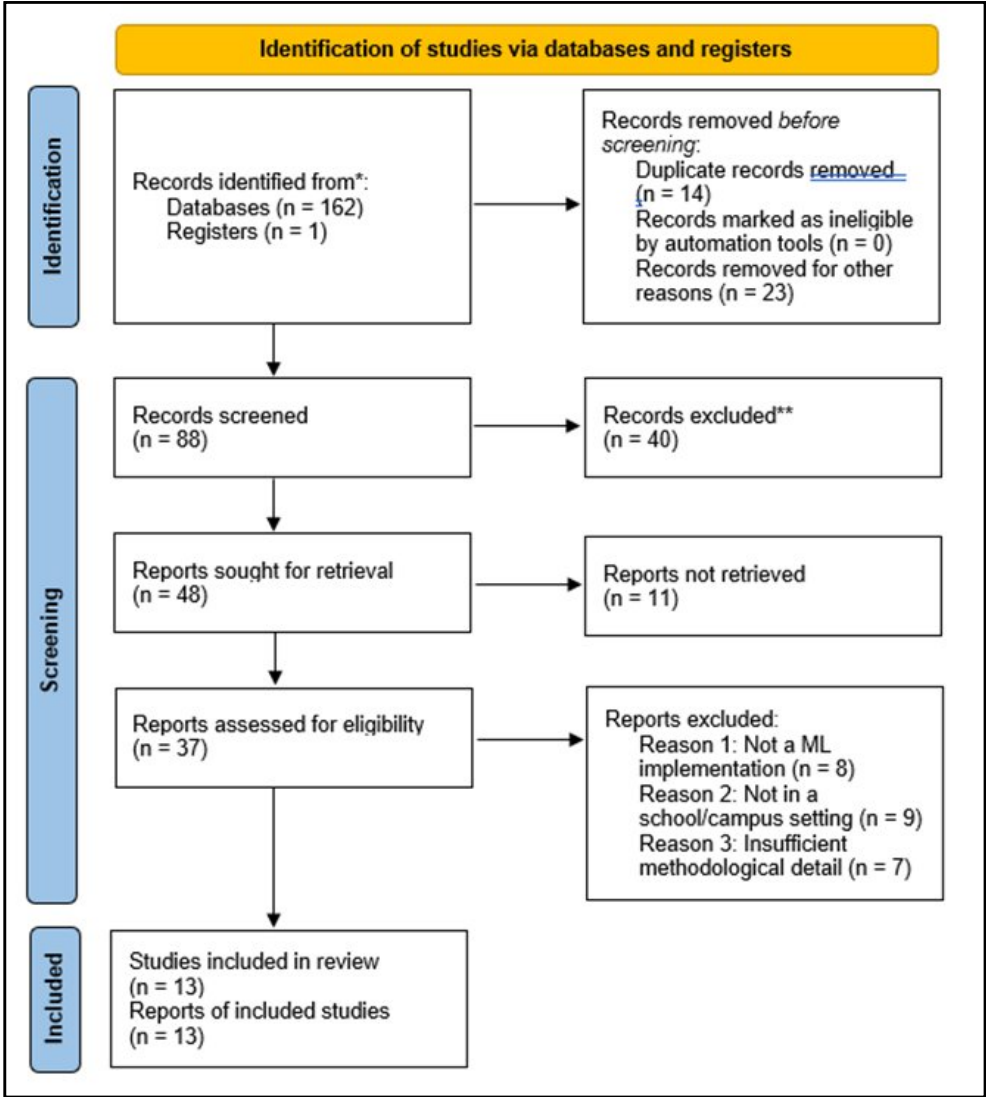 Identification of studies via databases and registers
Identification
Records identified from*:
Databases (n = 162)
Registers (n = 1)
Records removed before
screening:
Duplicate records removed
(n = 14)
Records marked as ineligible
by automation tools (n = 0)
Records removed for other
reasons (n = 23)
Screening
Records screened
(n = 88)
Records excluded**
(n = 40)
Reports sought for retrieval
(n = 48)
Reports not retrieved
(n = 11)
Reports assessed for eligibility
(n = 37)
Reports excluded:
Reason 1: Not a ML
implementation (n = 8)
Reason 2: Not in a
school/campus setting (n = 9)
Reason 3: Insufficient
methodological detail (n = 7)
Included
Studies included in review
(n = 13)
Reports of included studies
(n = 13)